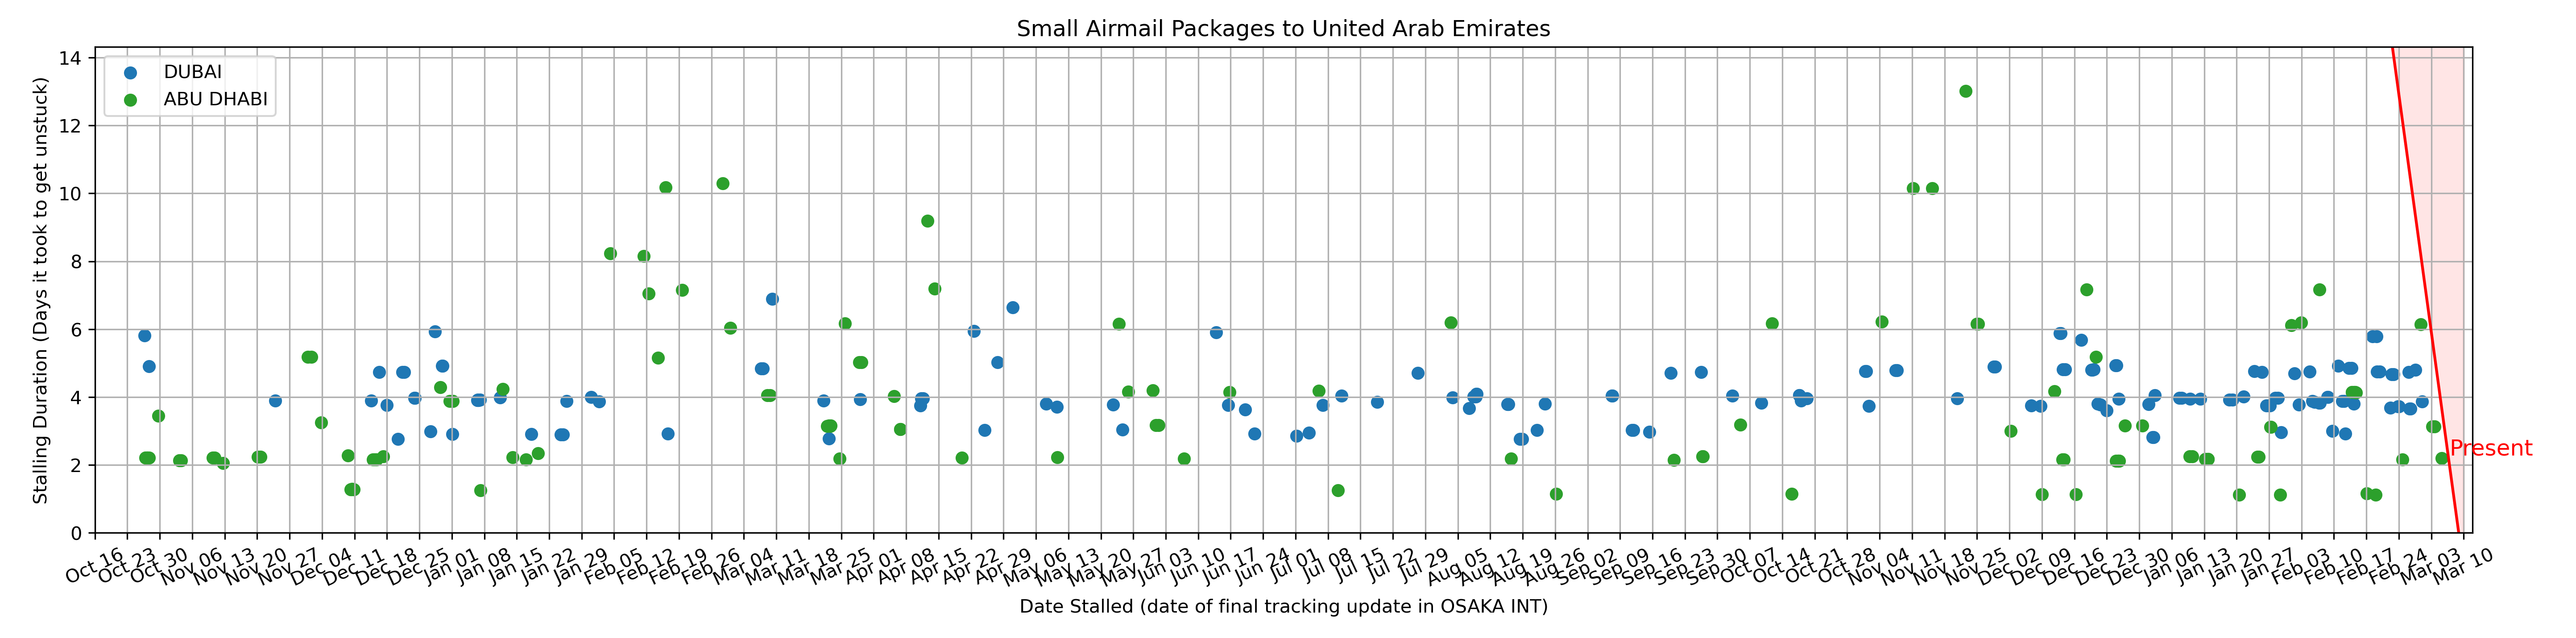 Small Airmail Packages to United Arab Emirates
DUBAI
ABU DHABI
Stalling Duration (Days it took to get unstuck)
14
12
10
8
6
4
2
0
Present
Oct 16
Oct 23
Oct 30
Nov 06
Nov 13
Nov 20
Nov 27
Dec 04
Dec 11
Dec 18
Dec 25
Jan 01
Jan 08
Jan 15
Jan 22
Jan 29
Feb 05
Feb 12
Feb 19
Feb 26
Mar 04
Mar 11
Mar 18
Mar 25
Apr 01
Apr 08
Apr 15
Apr 22
Apr 29
May 06
May 13
May 20
May 27
Jun 03
Jun 10
Jun 17
Jun 24
Jul 01
Jul 08
Jul 15
Jul 22
Jul 29
Aug 05
Aug 12
Aug 19
Aug 26
Sep 02
Sep 09
Sep 16
Sep 23
Sep 30
Oct 07
Oct 14
Oct 21
Oct 28
Nov 04
Nov 11
Nov 18
Nov 25
Dec 02
Dec 09
Dec 16
Dec 23
Dec 30
Jan 06
Jan 13
Jan 20
Jan 27
Feb 03
Feb 10
Feb 17
Feb 24
Mar 03
Mar 10
Date Stalled (date of final tracking update in OSAKA INT)